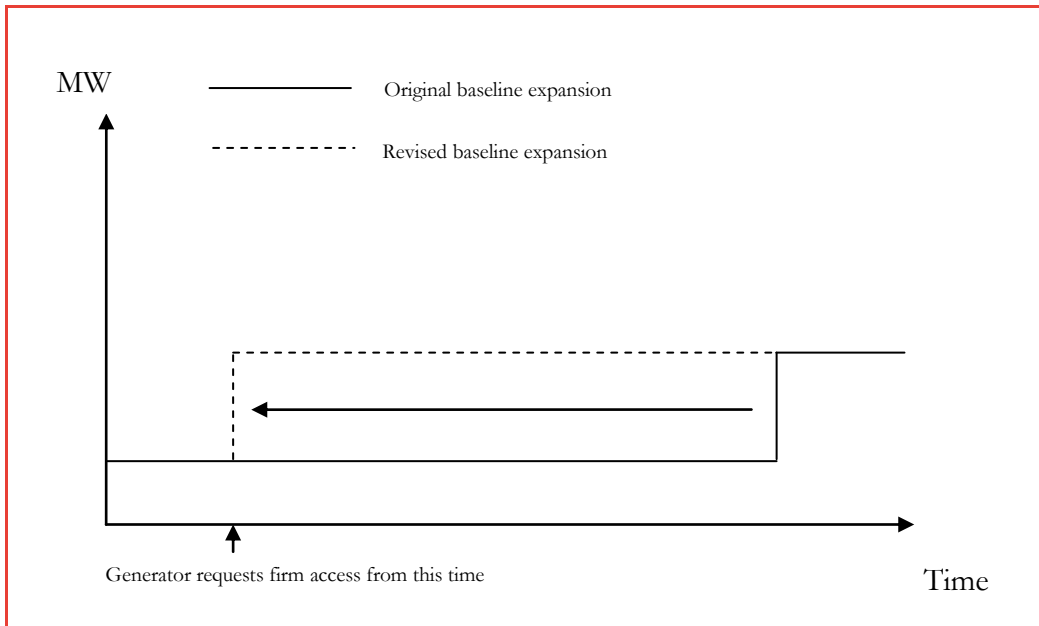 MW
Original baseline expansion
Revised baseline expansion
Generator requests firm access from this time
Time